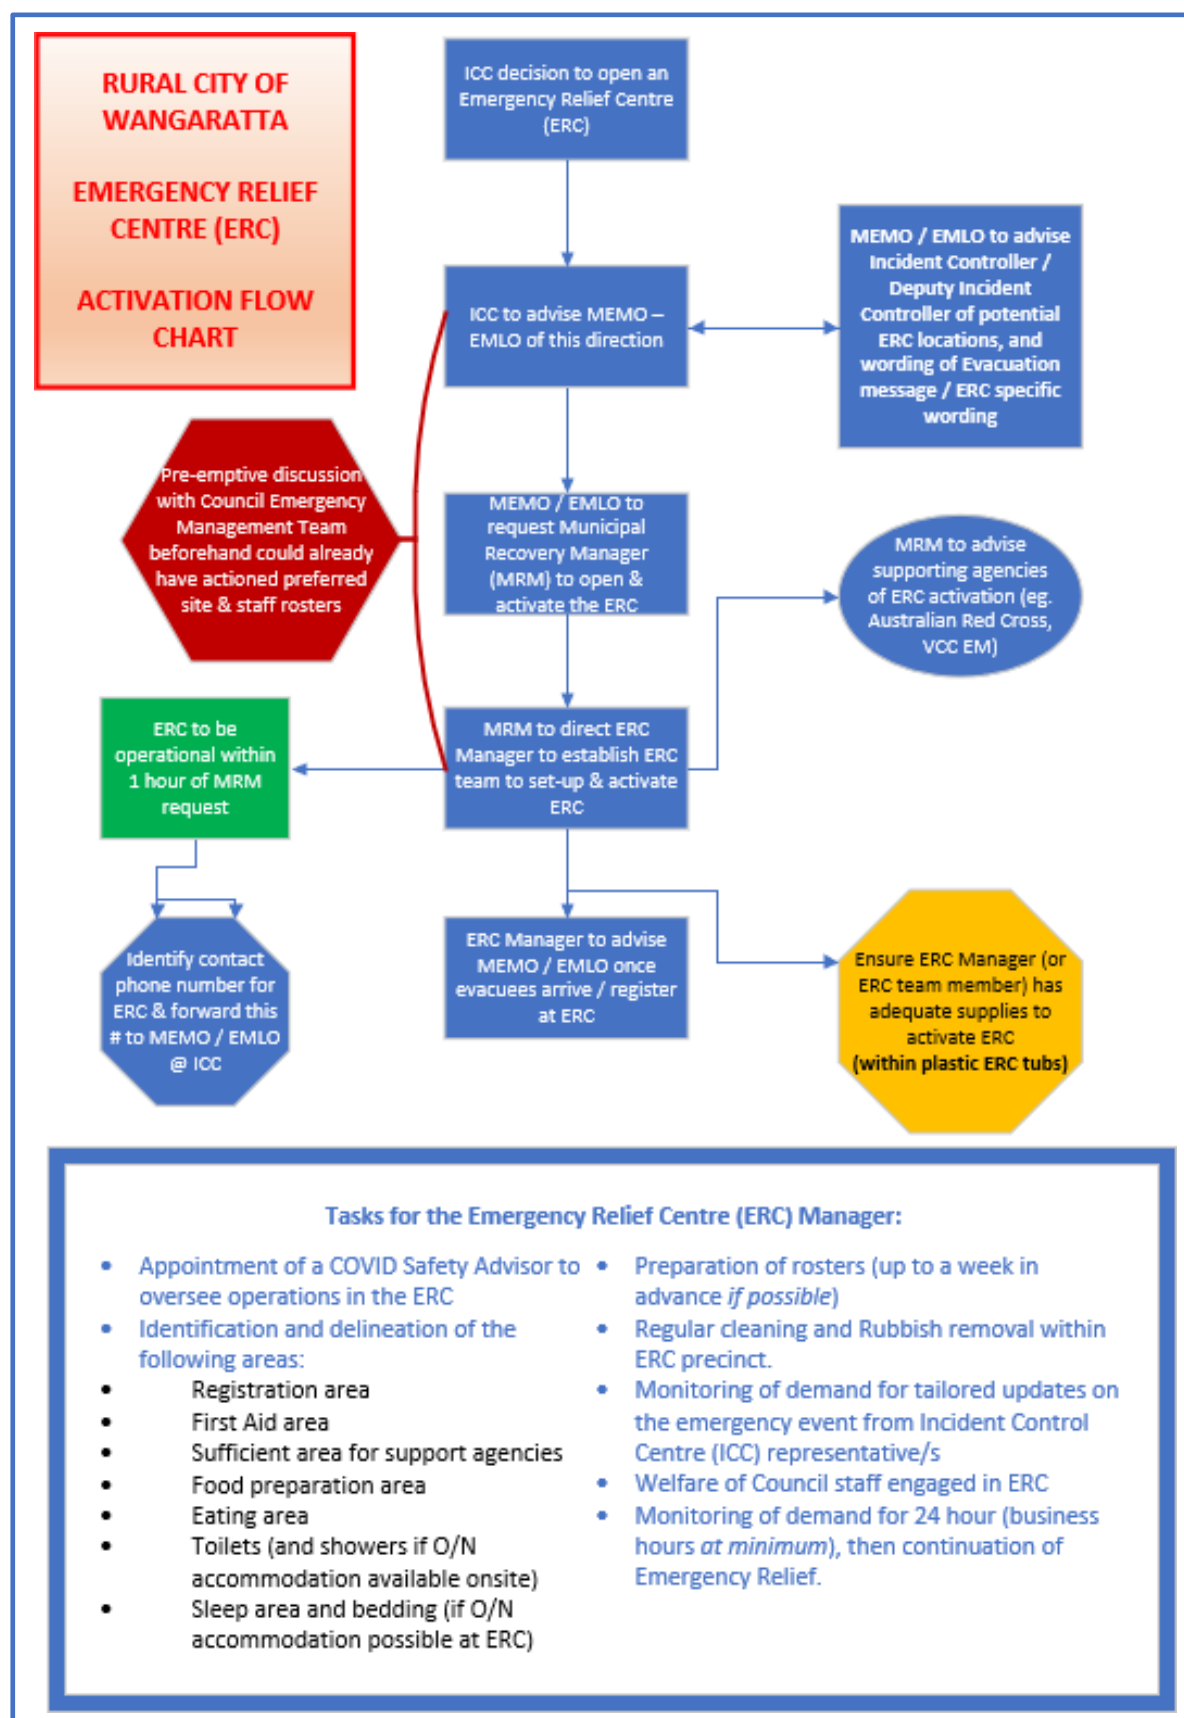 RURAL CITY OF
WANGARATTA
EMERGENCY RELIEF
CENTRE (ERC)
ACTIVATION FLOW
CHART
ICC decision to open an
Emergency Relief Centre
(ERC)
ICC to advise MEMO –
EMLO of this direction
MEMO / EMLO to advise
Incident Controller /
Deputy Incident
Controller of potential
ERC locations, and
wording of Evacuation
message / ERC specific
wording
Pre-emptive discussion
with Council Emergency
Management Team
beforehand could already
have actioned preferred
site & staff rosters
MEMO / EMLO to
request Municipal
Recovery Manager
(MRM) to open &
activate the ERC
MRM to advise
supporting agencies
of ERC activation (eg.
Australian Red Cross,
VCC EM)
ERC to be
operational within
1 hour of MRM
request
MRM to direct ERC
Manager to establish ERC
team to set-up & activate
ERC
Identify contact
phone number for
ERC & forward this
# to MEMO / EMLO
@ ICC
ERC Manager to advise
MEMO / EMLO once
evacuees arrive / register
at ERC
Ensure ERC Manager (or
ERC team member) has
adequate supplies to
activate ERC
(within plastic ERC tubs)
Tasks for the Emergency Relief Centre (ERC) Manager:
• Appointment of a COVID Safety Advisor to
oversee operations in the ERC
• Identification and delineation of the
following areas:
• Registration area
• First Aid area
• Sufficient area for support agencies
• Food preparation area
• Eating area
• Toilets (and showers if O/N
accommodation available onsite)
• Sleep area and bedding (if O/N
accommodation possible at ERC)
• Preparation of rosters (up to a week in
advance if possible)
• Regular cleaning and Rubbish removal within
ERC precinct.
• Monitoring of demand for tailored updates on
the emergency event from Incident Control
Centre (ICC) representative/s
• Welfare of Council staff engaged in ERC
• Monitoring of demand for 24 hour (business
hours at minimum), then continuation of
Emergency Relief.